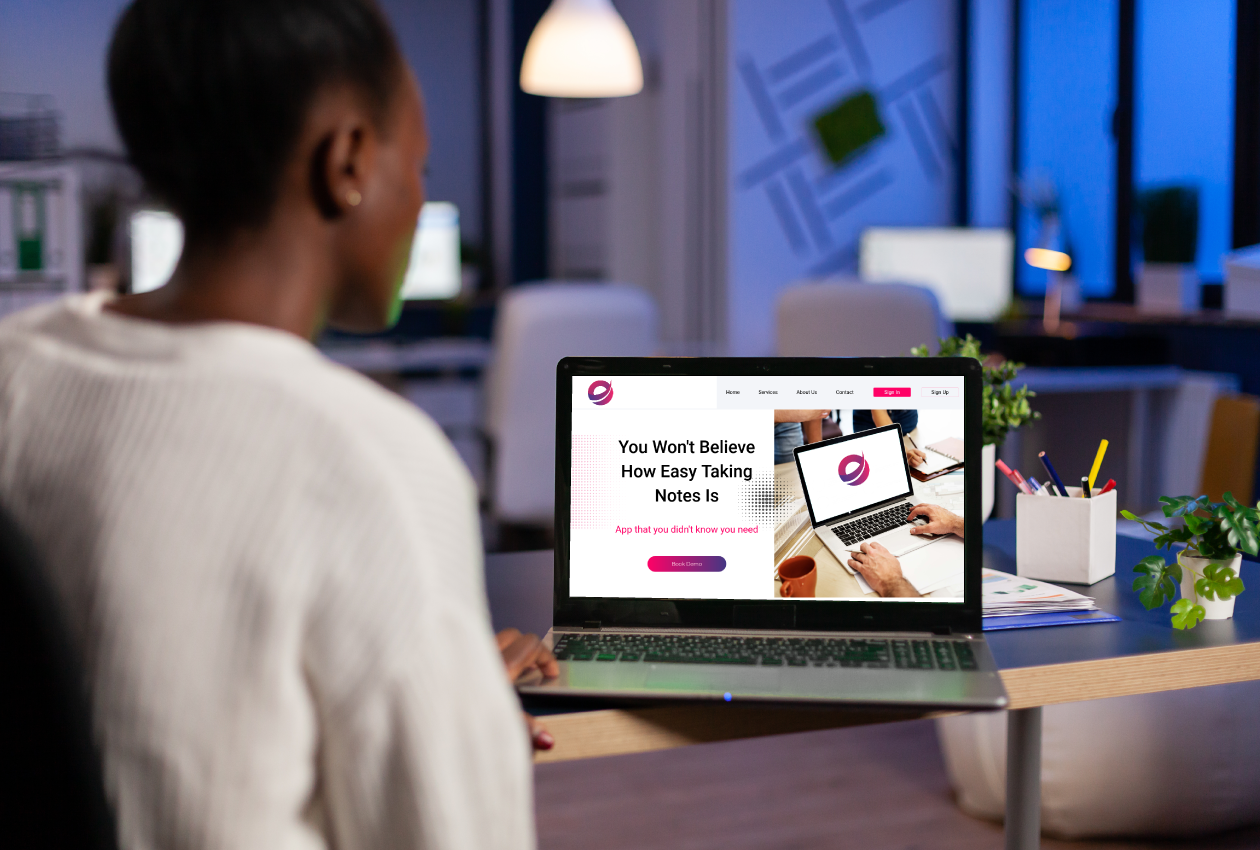 Home Services About Us Contact Sign In Sign Up
You Won't Believe
How Easy Taking
Notes Is
App that you didn't know you need
Book Demo